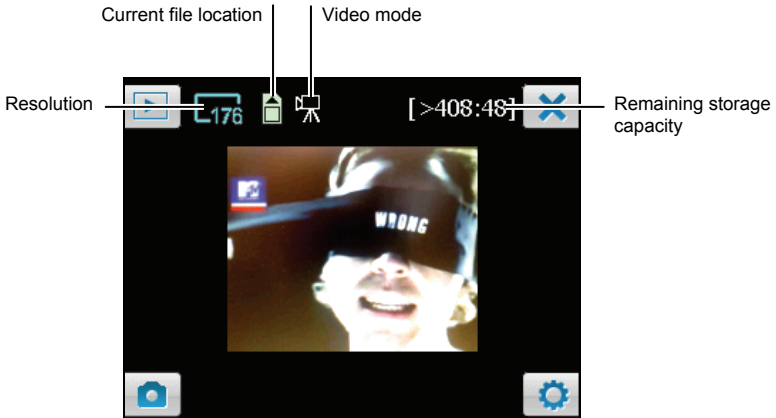 Current file location
Video mode
Resolution
176
[>408:48]
Remaining storage
capacity
WRONG